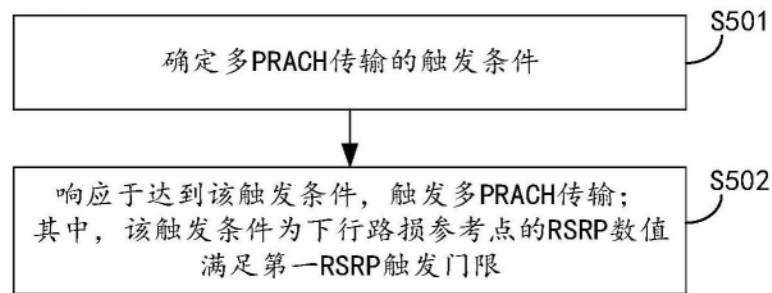 S501
确定多PRACH传输的触发条件
S502
响应于达到该触发条件，触发多PRACH传输；
其中，该触发条件为下行路损参考点的RSRP数值
满足第一RSRP触发门限